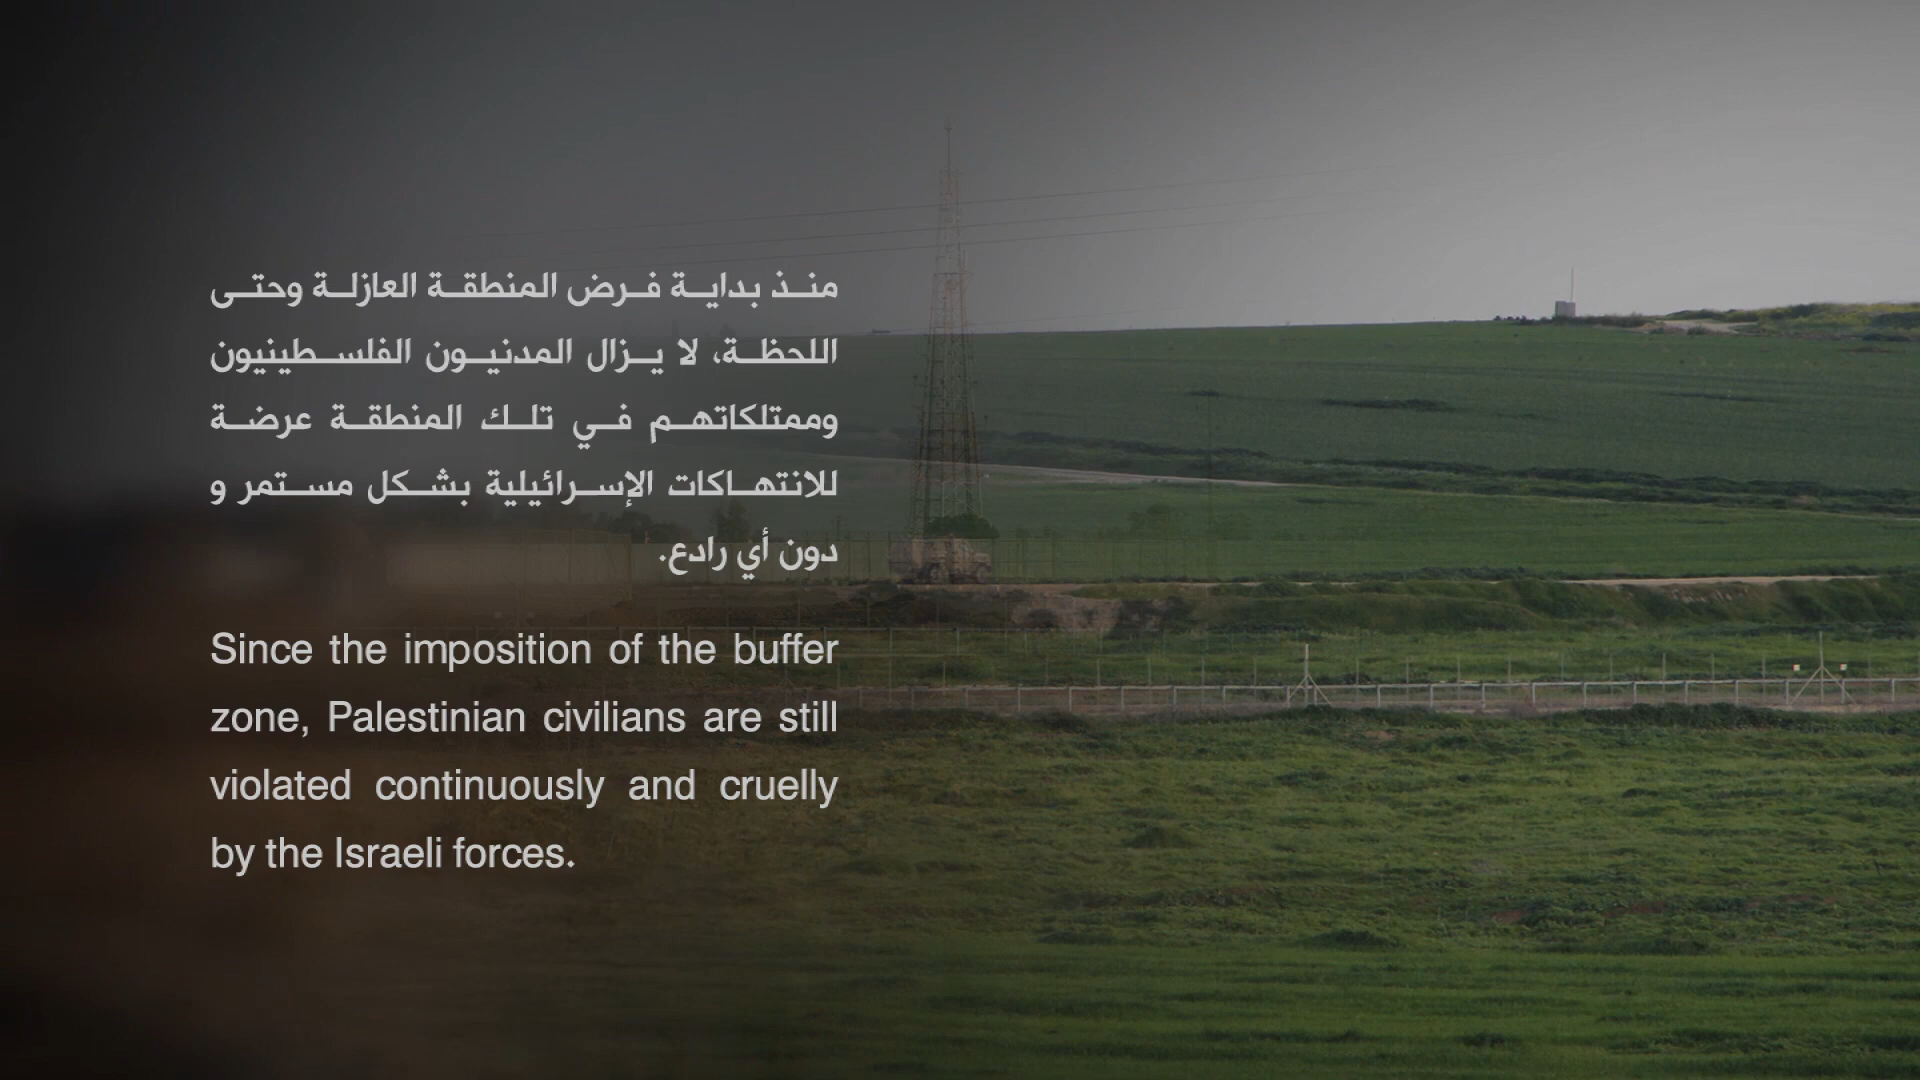 منذ بداية فرض المنطقة العازلة وحتى
اللحظة، لا يزال المدنيون الفلسطينيون
وممتلكاتهم في تلك المنطقة عرضة
للانتهاكات الإسرائيلية بشكل مستمر و
دون أي رادع.
Since the imposition of the buffer
zone, Palestinian civilians are still
violated continuously and cruelly
by the Israeli forces.